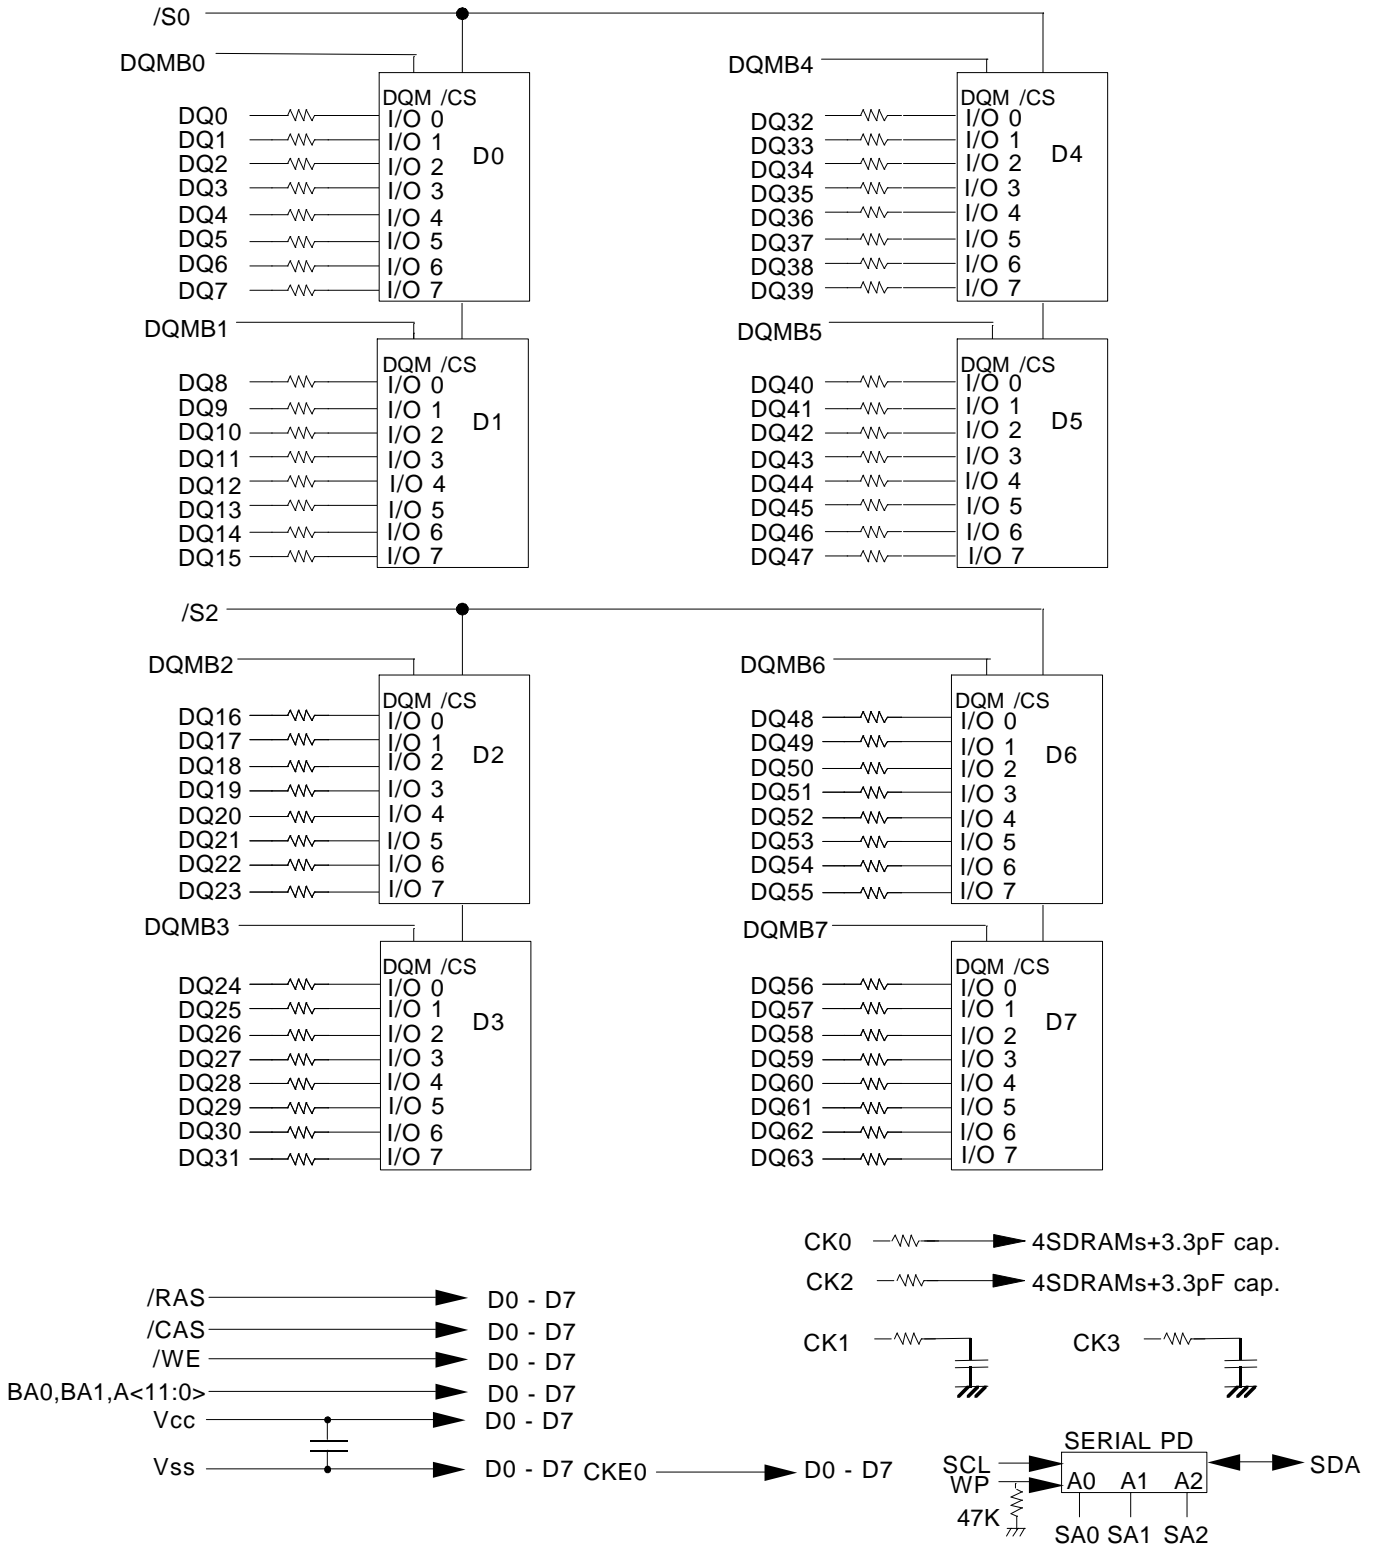 /S0
DQMB0
DQM /CS
DQ0 I/O 0
DQ1 I/O 1
DQ2 I/O 2
D0
DQ3 I/O 3
DQ4 I/O 4
DQ5 I/O 5
DQ6 I/O 6
DQ7 I/O 7
DQMB4
DQM /CS
DQ32 I/O 0
DQ33 I/O 1
DQ34 I/O 2
D4
DQ35 I/O 3
DQ36 I/O 4
DQ37 I/O 5
DQ38 I/O 6
DQ39 I/O 7
DQMB1
DQM /CS
DQ8 I/O 0
DQ9 I/O 1
DQ10 I/O 2
D1
DQ11 I/O 3
DQ12 I/O 4
DQ13 I/O 5
DQ14 I/O 6
DQ15 I/O 7
DQMB5
DQM /CS
DQ40 I/O 0
DQ41 I/O 1
DQ42 I/O 2
D5
DQ43 I/O 3
DQ44 I/O 4
DQ45 I/O 5
DQ46 I/O 6
DQ47 I/O 7
/S2
DQMB2
DQM /CS
DQ16 I/O 0
DQ17 I/O 1
DQ18 I/O 2
D2
DQ19 I/O 3
DQ20 I/O 4
DQ21 I/O 5
DQ22 I/O 6
DQ23 I/O 7
DQMB6
DQM /CS
DQ48 I/O 0
DQ49 I/O 1
DQ50 I/O 2
D6
DQ51 I/O 3
DQ52 I/O 4
DQ53 I/O 5
DQ54 I/O 6
DQ55 I/O 7
DQMB3
DQM /CS
DQ24 I/O 0
DQ25 I/O 1
DQ26 I/O 2
D3
DQ27 I/O 3
DQ28 I/O 4
DQ29 I/O 5
DQ30 I/O 6
DQ31 I/O 7
DQMB7
DQM /CS
DQ56 I/O 0
DQ57 I/O 1
DQ58 I/O 2
D7
DQ59 I/O 3
DQ60 I/O 4
DQ61 I/O 5
DQ62 I/O 6
DQ63 I/O 7
CK0 4SDRAMs+3.3pF cap.
CK2 4SDRAMs+3.3pF cap.
CK1 CK3
/RAS D0 - D7
/CAS D0 - D7
/WE D0 - D7
BA0,BA1,A<11:0> D0 - D7
Vcc D0 - D7
Vss D0 - D7
CKE0 D0 - D7
SERIAL PD
SCL SDA
WP A0 A1 A2
47K
SA0 SA1 SA2